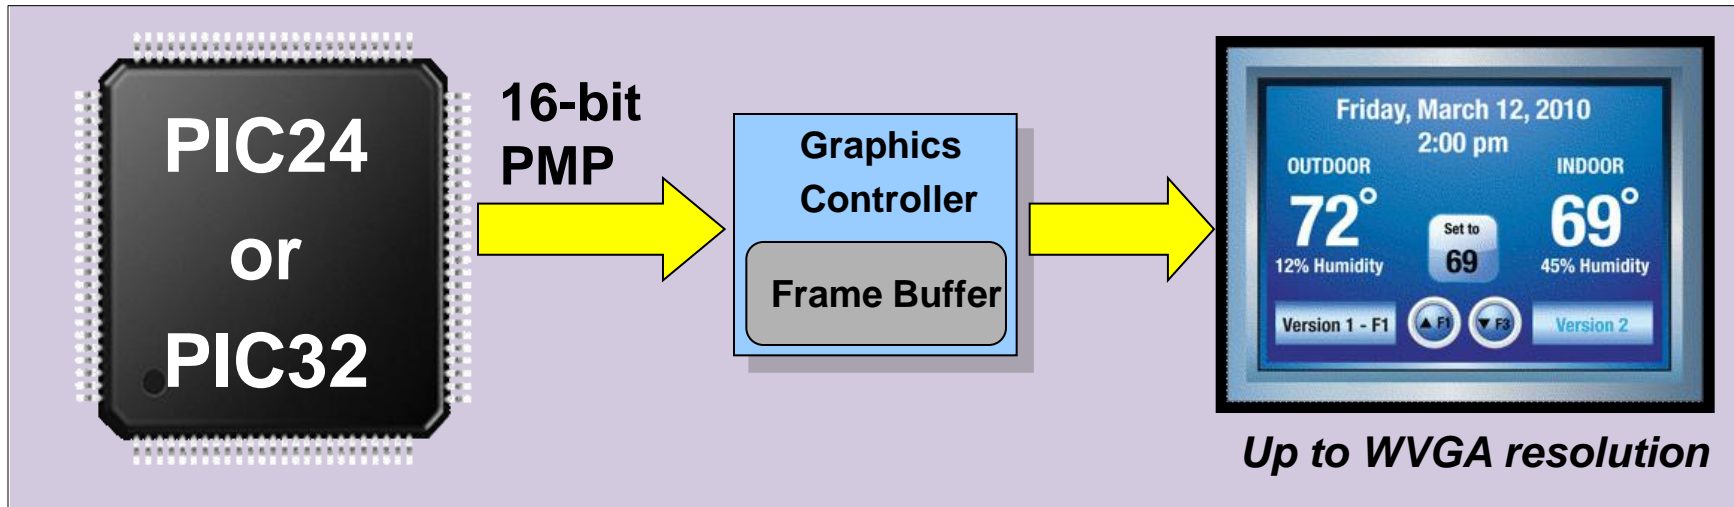 PIC24
or
PIC32
16-bit
PMP
Graphics
Controller
Frame Buffer
Friday, March 12, 2010
2:00 pm
OUTDOOR
72°
12% Humidity
Set to
69
INDOOR
69°
45% Humidity
Version 1 - F1
▲ F1
▼ F3
Version 2
Up to WVGA resolution